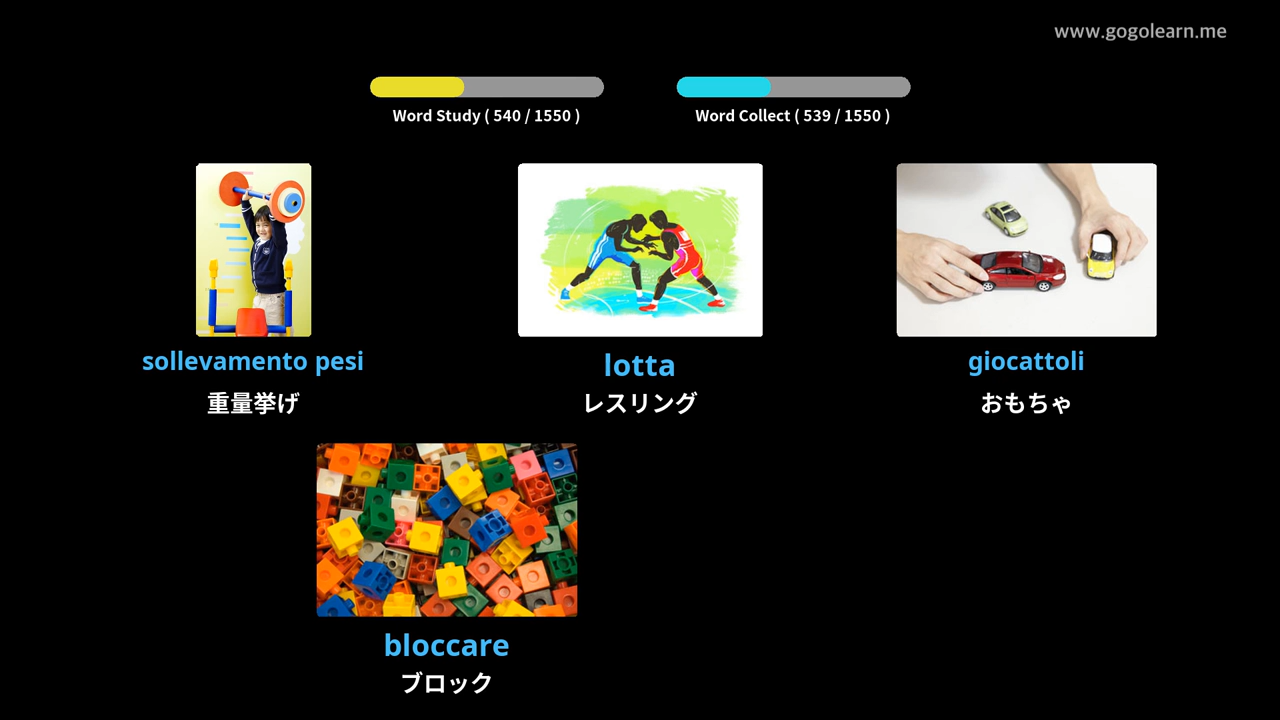 www.gogolearn.me
Word Study ( 540 / 1550 )
Word Collect ( 539 / 1550 )
sollevamento pesi
重量挙げ
lotta
レスリング
giocattoli
おもちゃ
bloccare
ブロック